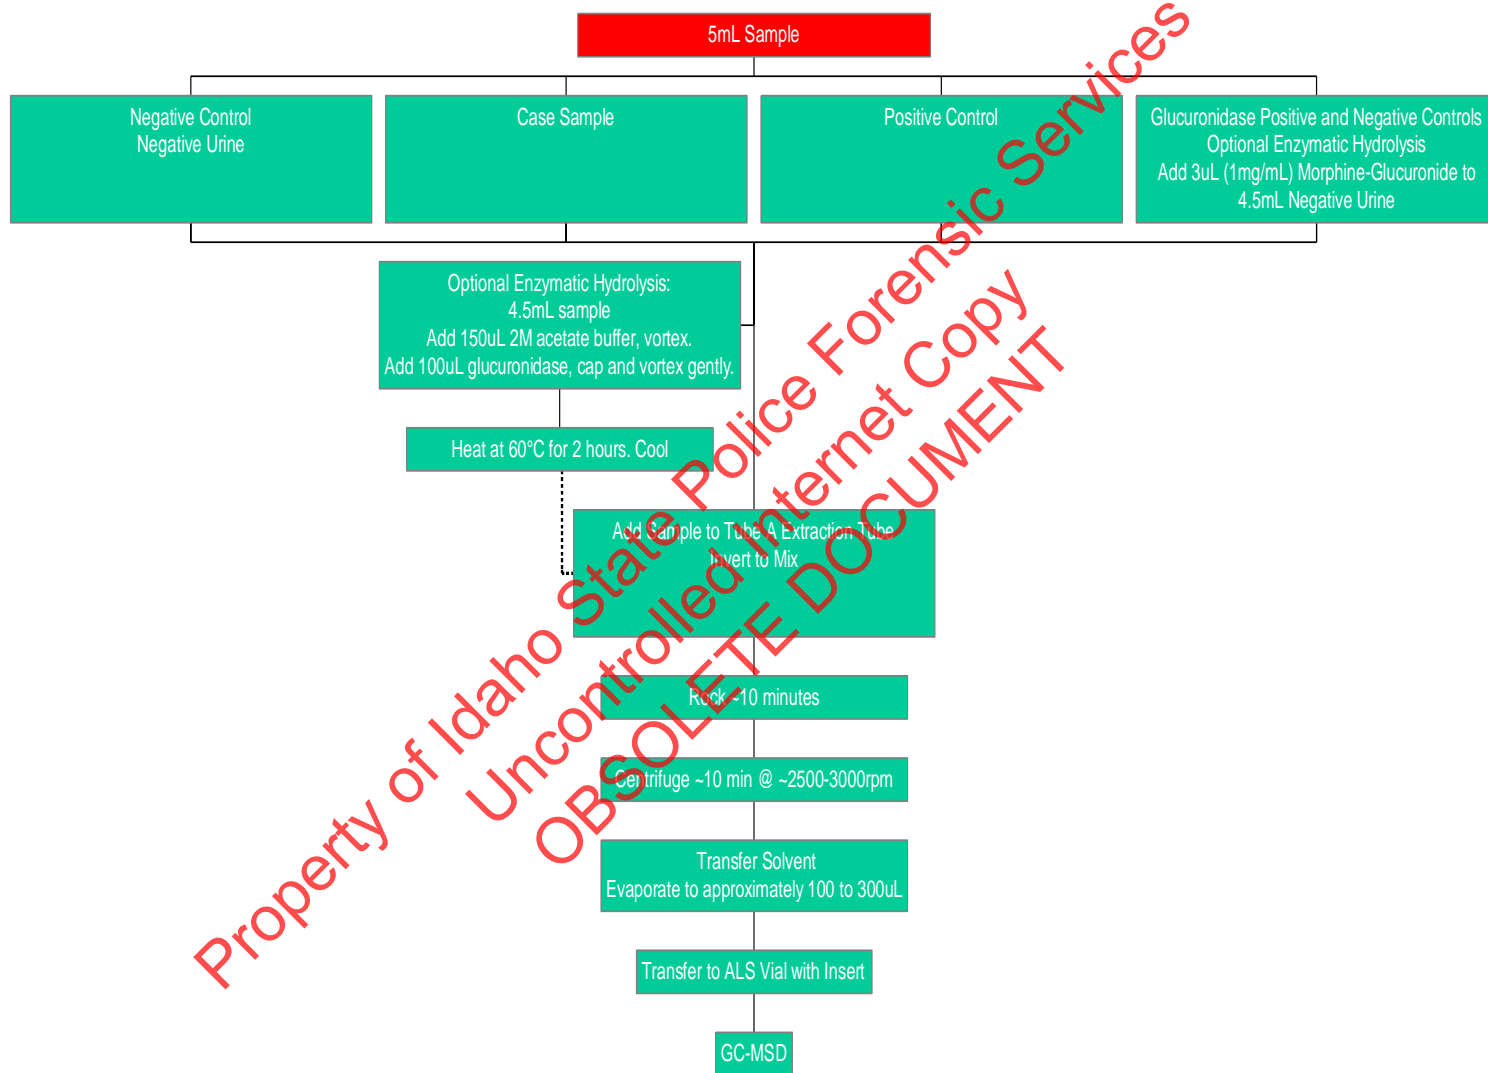 5mL Sample
Negative Control
Negative Urine
Case Sample
Positive Control
Glucuronidase Positive and Negative Controls
Optional Enzymatic Hydrolysis
Add 3uL (1mg/mL) Morphine-Glucuronide to
4.5mL Negative Urine
Optional Enzymatic Hydrolysis:
4.5mL sample
Add 150uL 2M acetate buffer, vortex.
Add 100uL glucuronidase, cap and vortex gently.
Heat at 60°C for 2 hours. Cool
Add Sample to Tube A Extraction Tube
Invert to Mix
Rock ~10 minutes
Centrifuge ~10 min @ ~2500-3000rpm
Transfer Solvent
Evaporate to approximately 100 to 300uL
Transfer to ALS Vial with Insert
GC-MSD
Property of Idaho State Police Forensic Services
Uncontrolled Internet Copy
OBSOLETE DOCUMENT